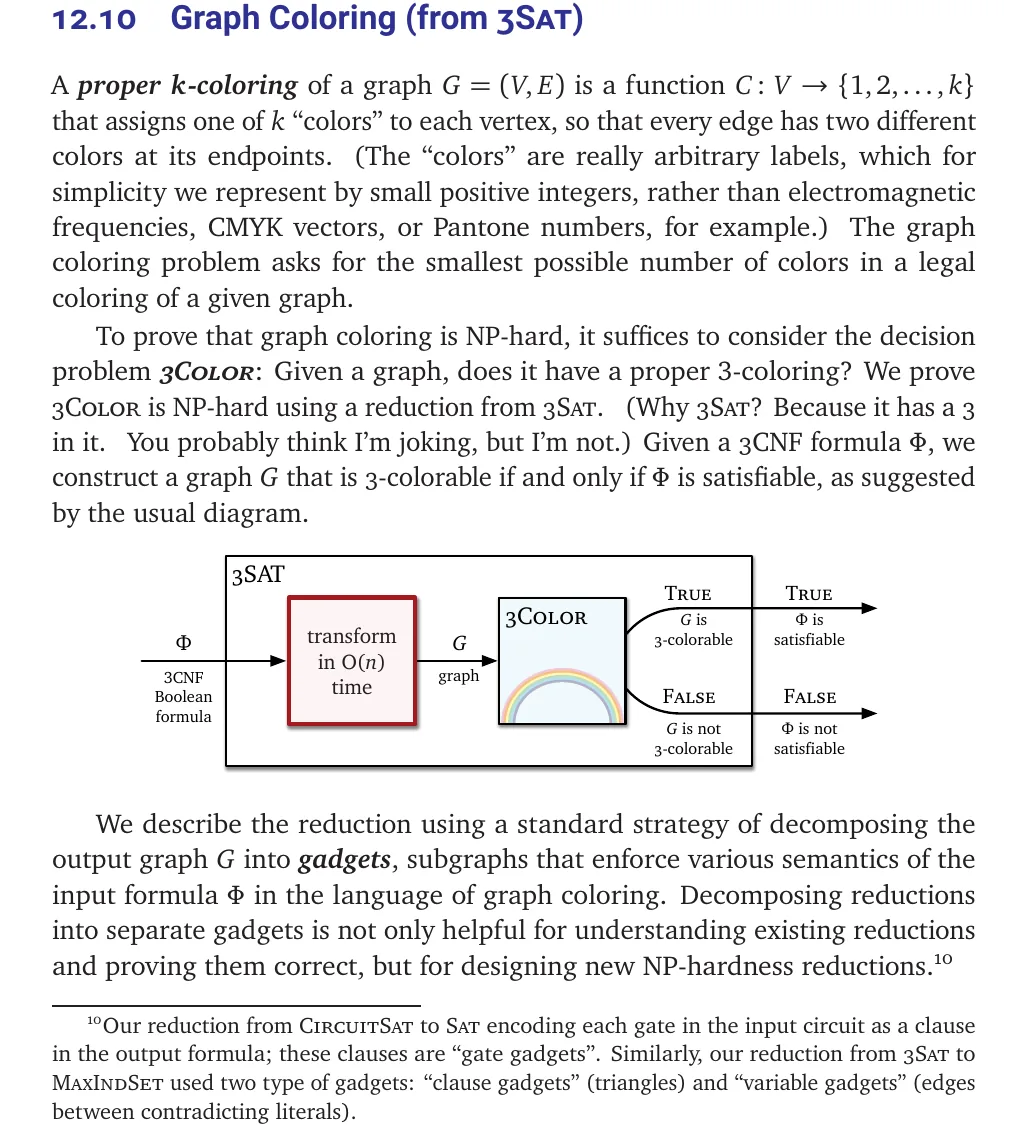 12.10 Graph Coloring (from 3SAT)
A proper k-coloring of a graph G = (V, E) is a function C : V → {1, 2, . . . , k}
that assigns one of k “colors” to each vertex, so that every edge has two different
colors at its endpoints. (The “colors” are really arbitrary labels, which for
simplicity we represent by small positive integers, rather than electromagnetic
frequencies, CMYK vectors, or Pantone numbers, for example.) The graph
coloring problem asks for the smallest possible number of colors in a legal
coloring of a given graph.
To prove that graph coloring is NP-hard, it suffices to consider the decision
problem 3COLOR: Given a graph, does it have a proper 3-coloring? We prove
3COLOR is NP-hard using a reduction from 3SAT. (Why 3SAT? Because it has a 3
in it. You probably think I’m joking, but I’m not.) Given a 3CNF formula Φ, we
construct a graph G that is 3-colorable if and only if Φ is satisfiable, as suggested
by the usual diagram.
3SAT
Φ
3CNF
Boolean
formula
transform
in O(n)
time
G
graph
3COLOR
TRUE
G is
3-colorable
TRUE
Φ is
satisfiable
FALSE
G is not
3-colorable
FALSE
Φ is not
satisfiable
We describe the reduction using a standard strategy of decomposing the
output graph G into gadgets, subgraphs that enforce various semantics of the
input formula Φ in the language of graph coloring. Decomposing reductions
into separate gadgets is not only helpful for understanding existing reductions
and proving them correct, but for designing new NP-hardness reductions.¹⁰
¹⁰Our reduction from CIRCUITSAT to SAT encoding each gate in the input circuit as a clause
in the output formula; these clauses are “gate gadgets”. Similarly, our reduction from 3SAT to
MAXINDSET used two type of gadgets: “clause gadgets” (triangles) and “variable gadgets” (edges
between contradicting literals).